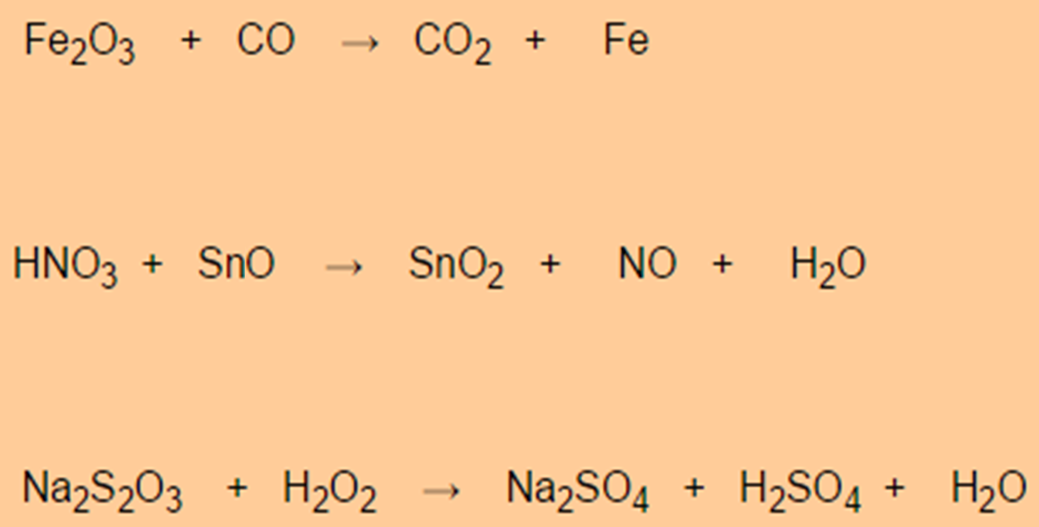 Fe₂O₃ + CO → CO₂ + Fe
HNO₃ + SnO → SnO₂ + NO + H₂O
Na₂S₂O₃ + H₂O₂ → Na₂SO₄ + H₂SO₄ + H₂O